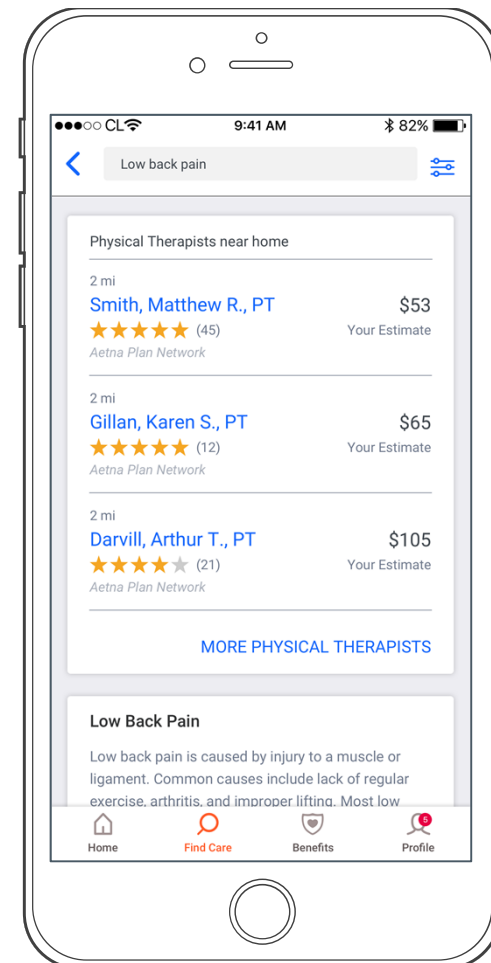 CL 9:41 AM 82%
Low back pain
Physical Therapists near home
2 mi
Smith, Matthew R., PT $53
(45) Your Estimate
Aetna Plan Network
2 mi
Gillan, Karen S., PT $65
(12) Your Estimate
Aetna Plan Network
2 mi
Darvill, Arthur T., PT $105
(21) Your Estimate
Aetna Plan Network
MORE PHYSICAL THERAPISTS
Low Back Pain
Low back pain is caused by injury to a muscle or
ligament. Common causes include lack of regular
exercise, arthritis, and improper lifting. Most low
5
Home Find Care Benefits Profile